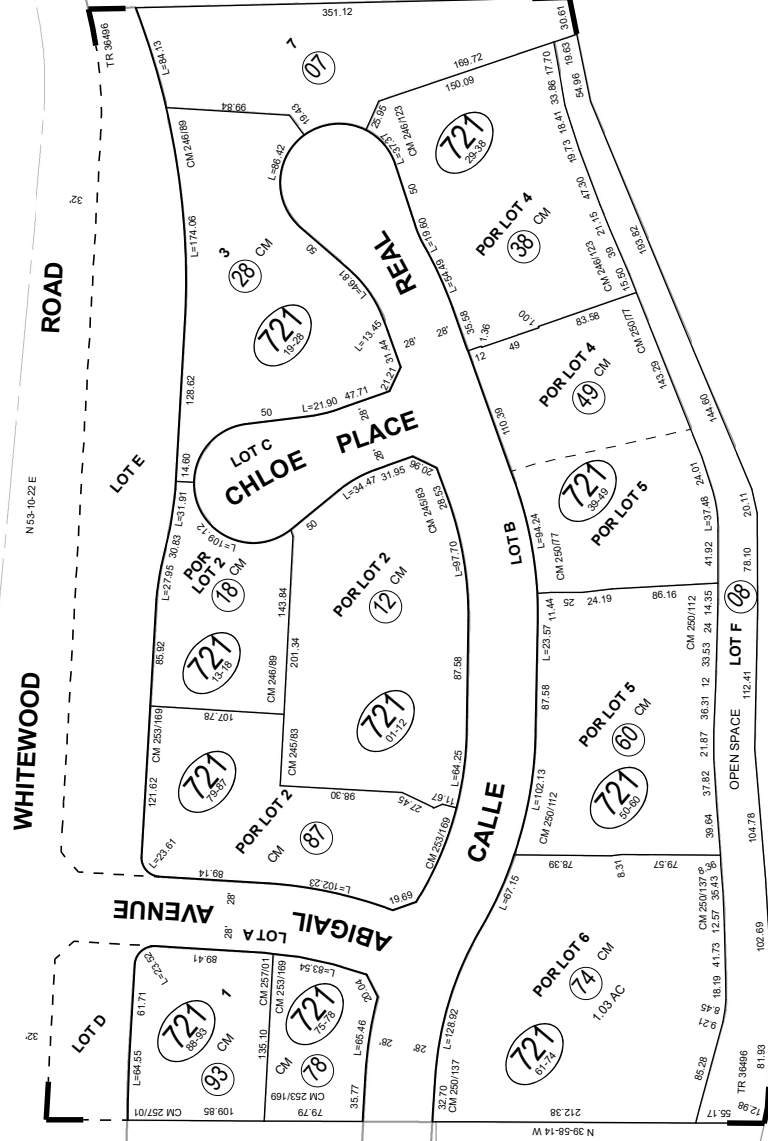 351.12
30.61
TR 36496
L=84.13
7
07
169.72
150.09
17.70
19.63
54.96
33.86
99.84
19.43
25.95
CM 246/123
L=37.31
721
29-38
18.41
19.73
CM 246/89
L=86.42
32'
50
POR LOT 4
38
CM
47.30
21.15
193.82
L=174.06
3
28
CM
50
REAL
L=19.60
L=54.49
39
CM 246/123
15.50
L=46.81
ROAD
721
19-28
L=13.45
31.44
28'
28'
35.58
1.36
1.00
83.58
12
49
CM 250/77
128.62
21.21
47.71
L=21.90
50
28'
POR LOT 4
49
CM
143.29
144.60
PLACE
110.39
LOT C
CHLOE
28'
LOT E
14.60
L=34.47
31.95
20.96
28.53
CM 245/83
721
39-49
POR LOT 5
24.01
L=37.48
20.11
N 53-10-22 E
L=31.91
L=109.12
50
LOT B
L=94.24
CM 250/77
41.92
78.10
30.83
L=27.95
POR
LOT 2
18
CM
143.84
POR LOT 2
12
CM
L=97.70
11.44
25
24.19
86.16
14.35
08
L=23.57
CM 250/112
24
33.53
LOT F
85.92
721
13-18
201.34
CM 246/89
87.58
87.58
12
36.31
112.41
107.78
WHITEWOOD
CM 253/169
CM 245/83
721
01-12
POR LOT 5
60
CM
21.87
OPEN SPACE
121.62
721
79-87
L=64.25
L=102.13
721
50-60
CM 250/112
37.82
39.64
POR LOT 2
98.30
27.45
11.67
CALLE
104.78
87
CM
CM 253/169
L=23.61
89.14
L=102.23
19.69
78.39
8.31
79.57
8.36
L=67.15
28'
AVENUE
28'
LOT A
ABIGAIL
CM 250/137
35.43
12.57
102.69
L=23.52
89.41
L=83.54
POR LOT 6
74
CM
1.03 AC
41.73
18.19
8.45
9.21
61.71
1
721
88-93
CM 257/01
CM 253/169
721
75-78
20.04
LOT D
32'
L=65.46
28'
28'
L=128.92
135.10
CM
93
CM
78
721
61-74
L=64.55
85.28
TR 36496
81.93
CM 257/01
109.85
CM 253/169
79.79
35.77
32.70
CM 250/137
212.38
55.17
12.98
N 39-58-14 W